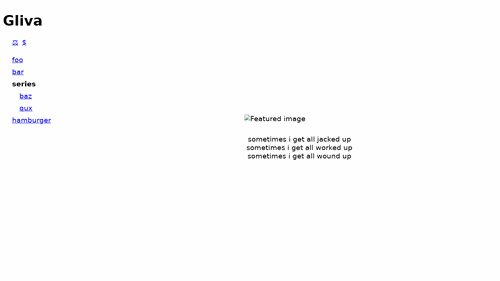 Gliva
⚖ $
foo
bar
series
baz
qux
hamburger
Featured image
sometimes i get all jacked up
sometimes i get all worked up
sometimes i get all wound up